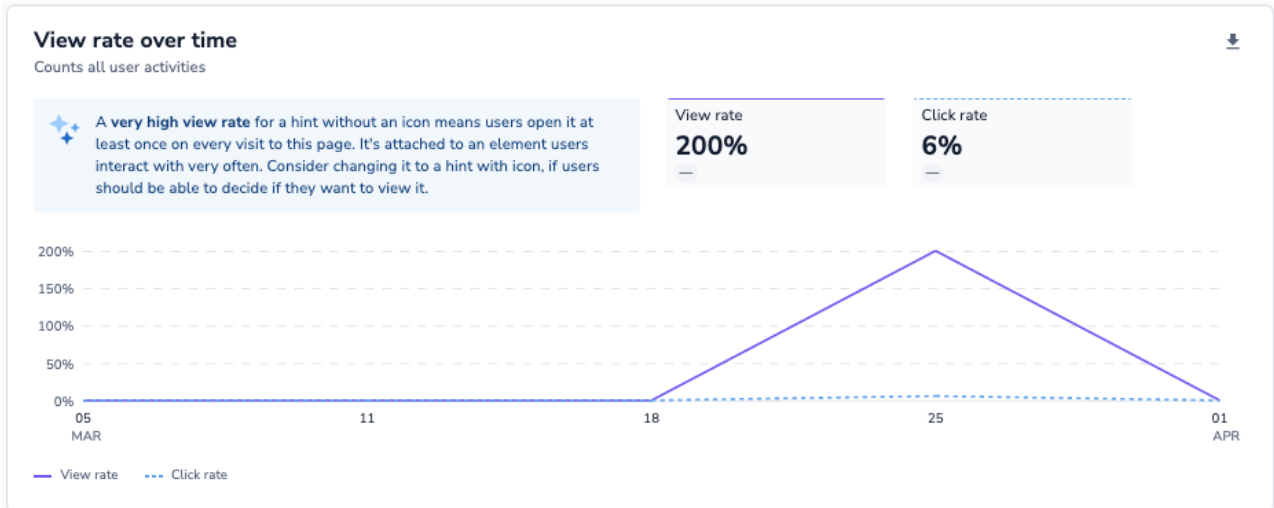 View rate over time
Counts all user activities
A very high view rate for a hint without an icon means users open it at
least once on every visit to this page. It's attached to an element users
interact with very often. Consider changing it to a hint with icon, if users
should be able to decide if they want to view it.
View rate
200%
—
Click rate
6%
—
200%
150%
100%
50%
0%
05 11 18 25 01
MAR APR
View rate Click rate